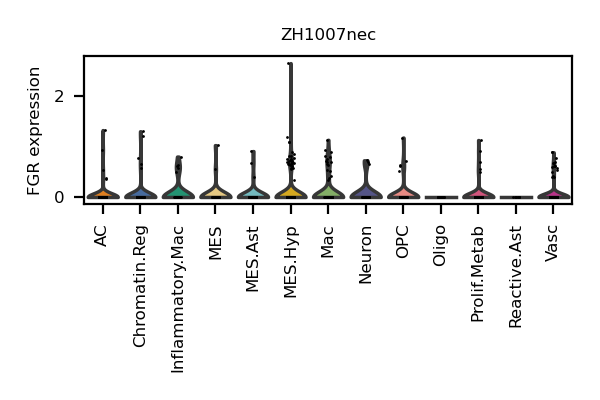 ZH1007nec
FGR expression
2
0
AC
Chromatin.Reg
Inflammatory.Mac
MES
MES.Ast
MES.Hyp
Mac
Neuron
OPC
Oligo
Prolif.Metab
Reactive.Ast
Vasc